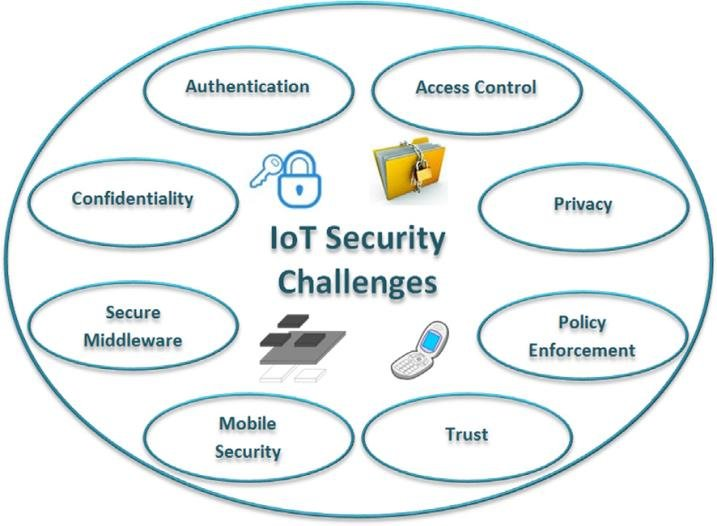 Authentication
Access Control
Confidentiality
Privacy
IoT Security
Challenges
Secure
Middleware
Policy
Enforcement
Mobile
Security
Trust